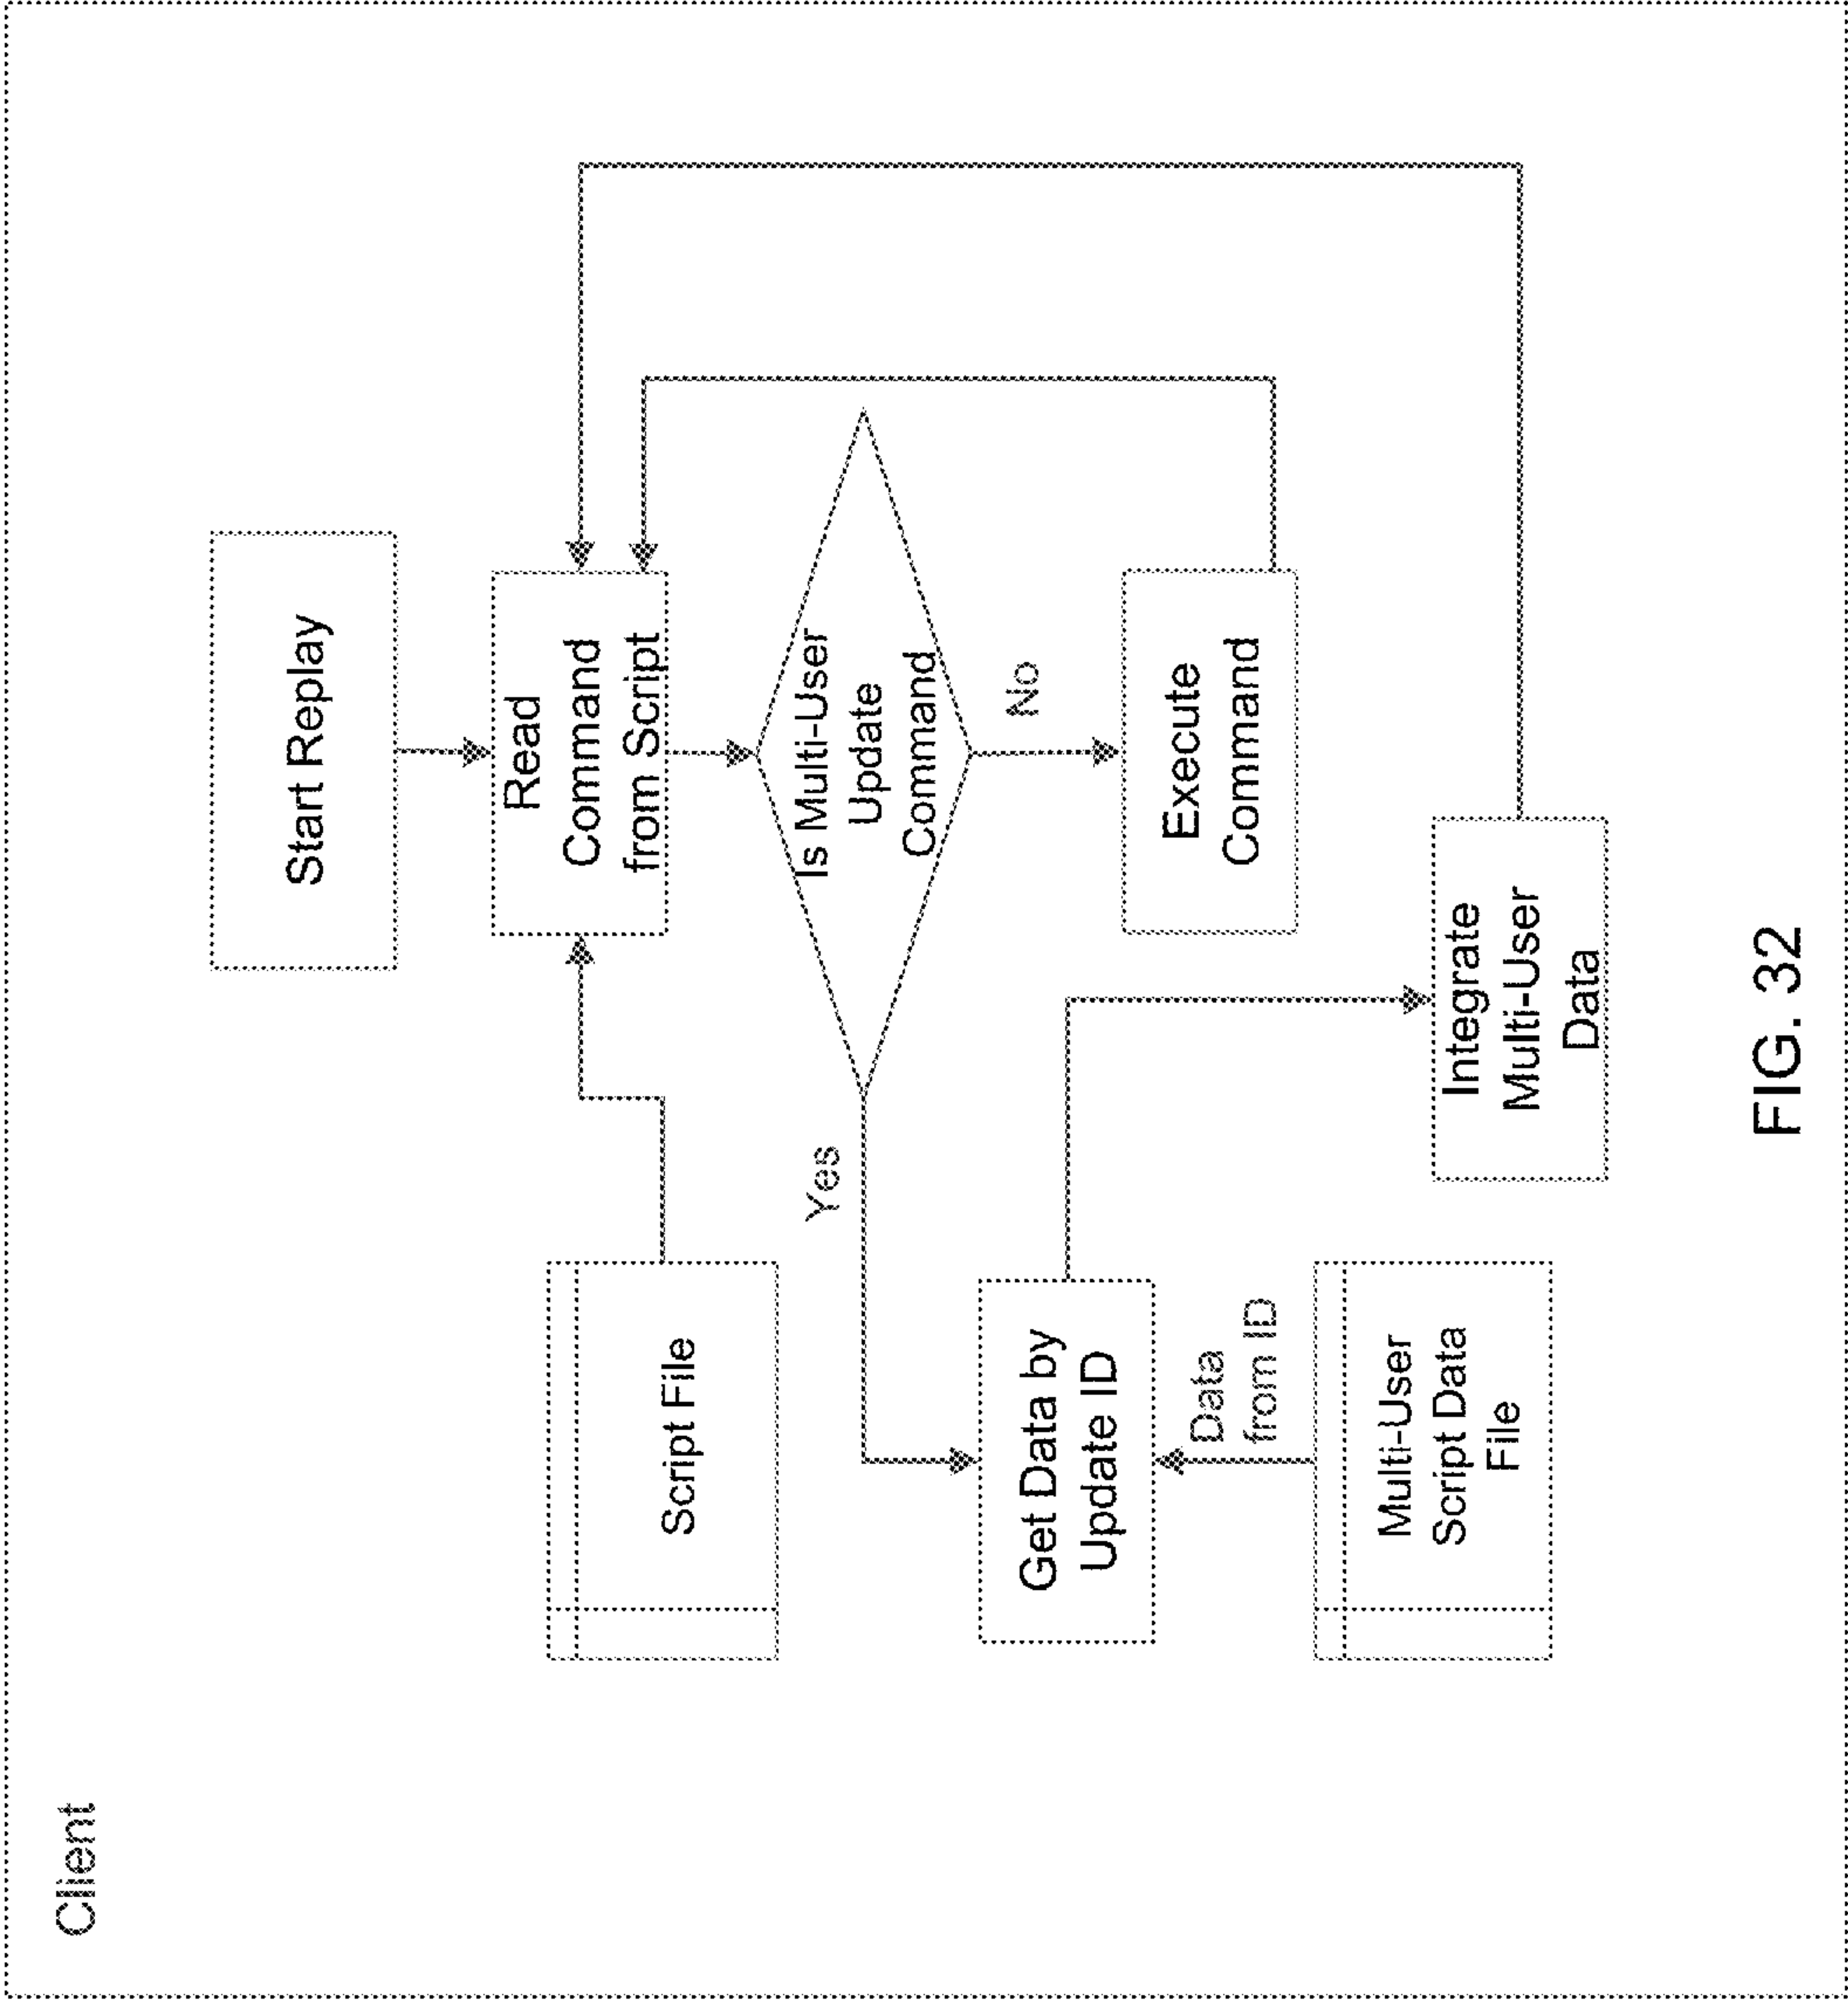 Client
Start Replay
Script File
Read
Command
from Script
Yes
Is Multi-User
Update
Command
No
Get Data by
Update ID
Execute
Command
Data
from ID
Multi-User
Script Data
File
Integrate
Multi-User
Data
FIG. 32